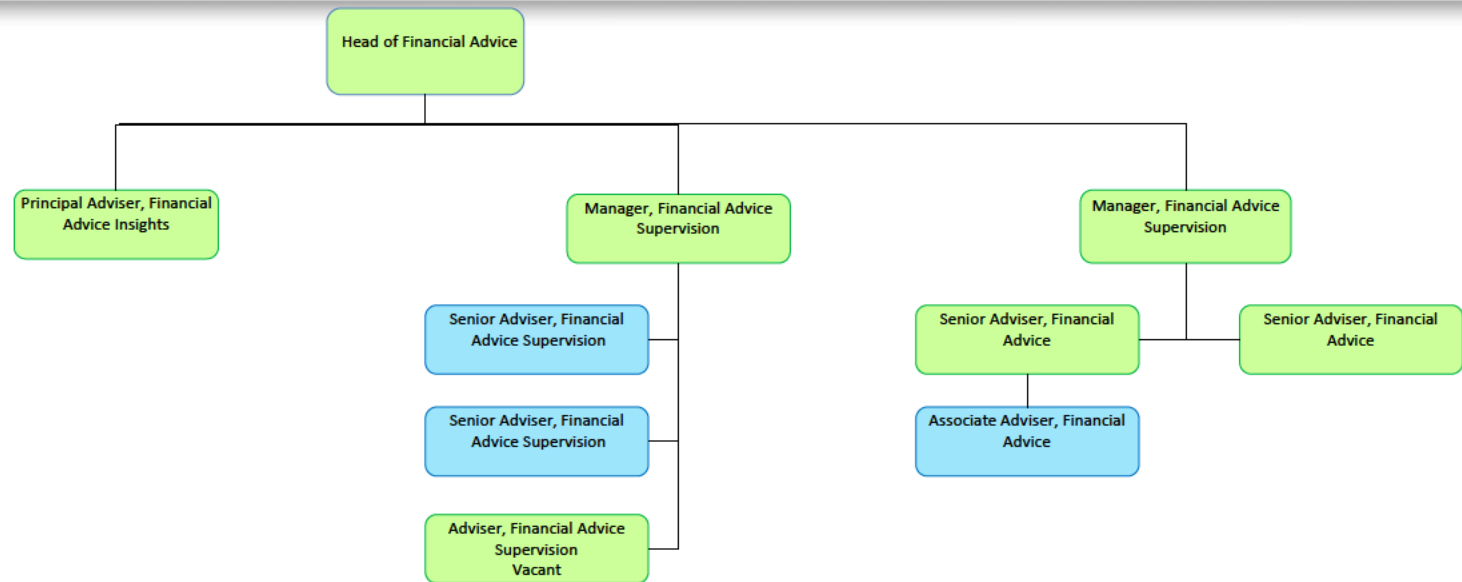 Head of Financial Advice
Principal Adviser, Financial
Advice Insights
Manager, Financial Advice
Supervision
Manager, Financial Advice
Supervision
Senior Adviser, Financial
Advice Supervision
Senior Adviser, Financial
Advice
Senior Adviser, Financial
Advice
Senior Adviser, Financial
Advice Supervision
Associate Adviser, Financial
Advice
Adviser, Financial Advice
Supervision
Vacant